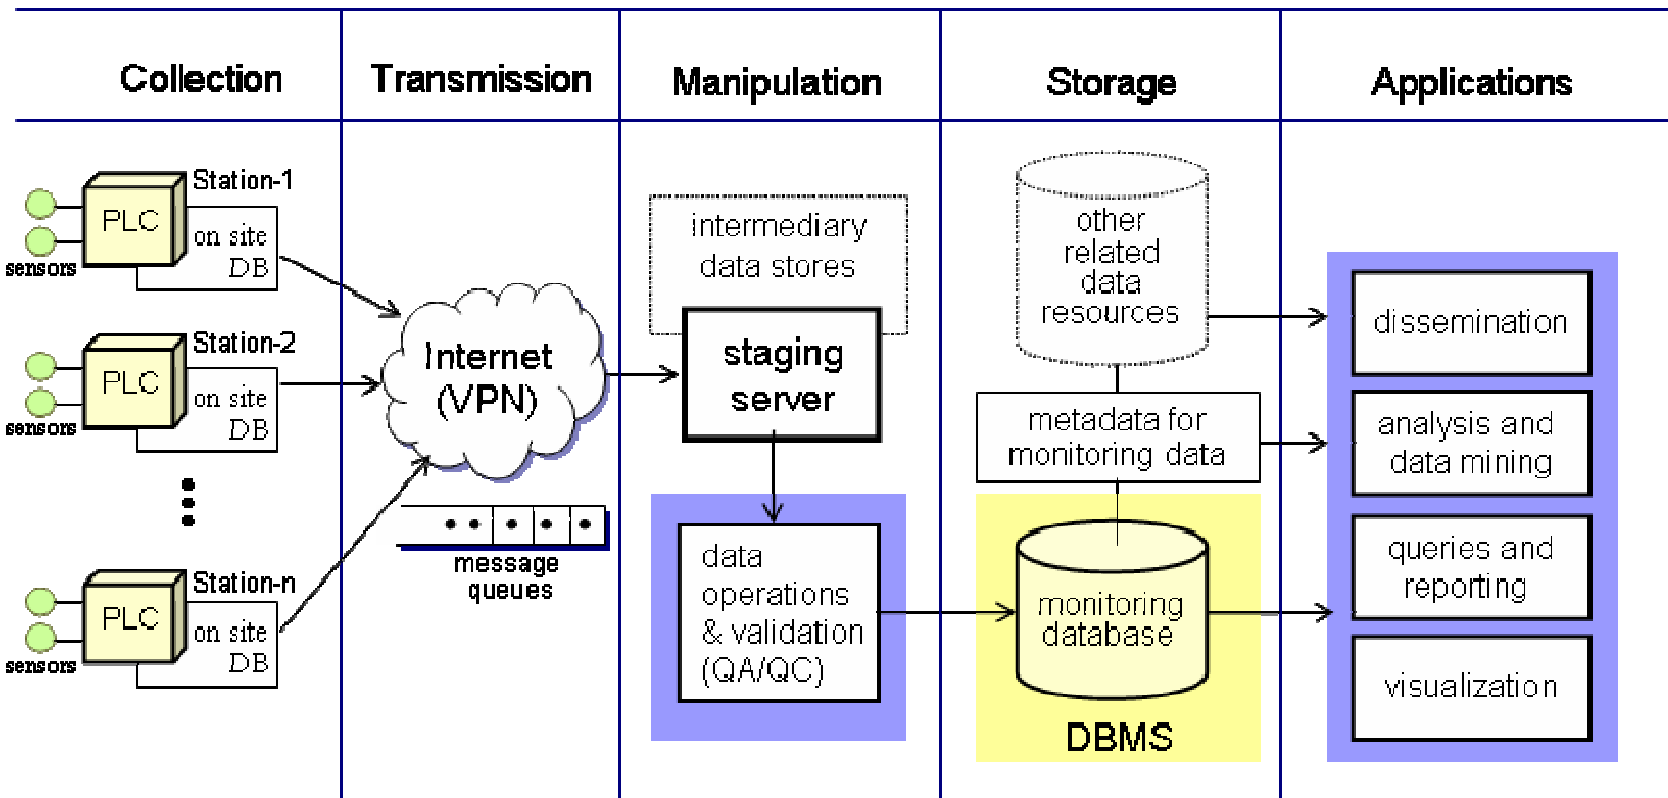 Collection
Transmission
Manipulation
Storage
Applications
Station-1
PLC
on site
DB
sensors
Station-2
PLC
on site
DB
sensors
Station-n
PLC
on site
DB
sensors
Internet
(VPN)
message
queues
intermediary
data stores
staging
server
data
operations
& validation
(QA/QC)
other
related
data
resources
metadata for
monitoring data
monitoring
database
DBMS
dissemination
analysis and
data mining
queries and
reporting
visualization